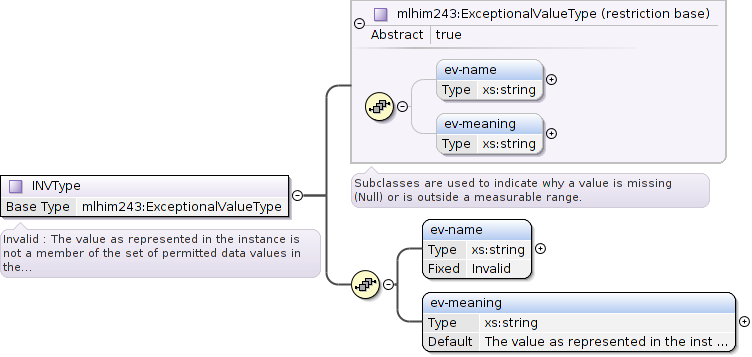 mlhim243:ExceptionalValueType (restriction base)
Abstract true
ev-name
Type xs:string
ev-meaning
Type xs:string
INVType
Base Type mlhim243:ExceptionalValueType
Invalid : The value as represented in the instance is
not a member of the set of permitted data values in
the...
Subclasses are used to indicate why a value is missing
(Null) or is outside a measurable range.
ev-name
Type xs:string
Fixed Invalid
ev-meaning
Type xs:string
Default The value as represented in the inst ...